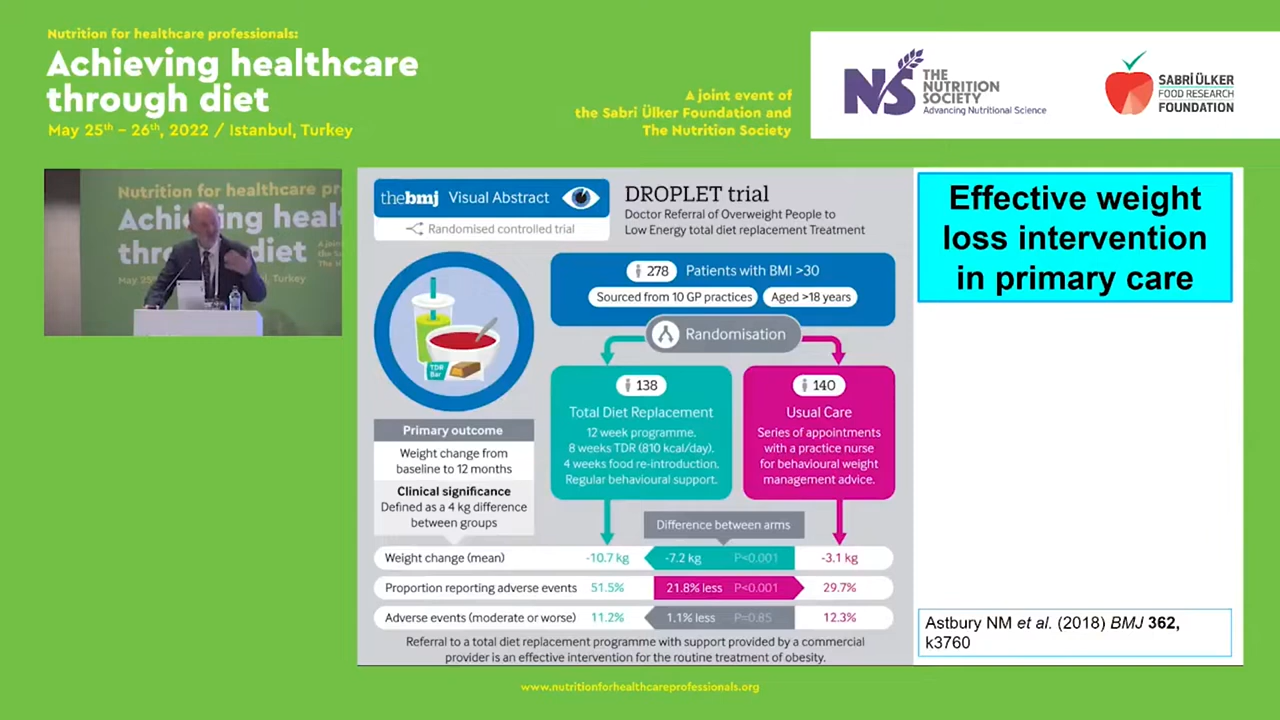 Nutrition for healthcare professionals:
Achieving healthcare
through diet
May 25th – 26th, 2022 / Istanbul, Turkey
A joint event of
the Sabri Ülker Foundation and
The Nutrition Society
NS
THE
NUTRITION
SOCIETY
Advancing Nutritional Science
SABRİ ÜLKER
FOOD RESEARCH
FOUNDATION
Nutrition for healthcare pr
Achi heal
thro diet
May 25
Turkey
thebmj Visual Abstract
Randomised controlled trial
DROPLET trial
Doctor Referral of Overweight People to
Low Energy total diet replacement Treatment
278 Patients with BMI >30
Sourced from 10 GP practices
Aged >18 years
Randomisation
TDR
Bar
138
Total Diet Replacement
12 week programme.
8 weeks TDR (810 kcal/day).
4 weeks food re-introduction.
Regular behavioural support.
140
Usual Care
Series of appointments
with a practice nurse
for behavioural weight
management advice.
Primary outcome
Weight change from
baseline to 12 months
Clinical significance
Defined as a 4 kg difference
between groups
Difference between arms
Weight change (mean) -10.7 kg -7.2 kg P<0.001 -3.1 kg
Proportion reporting adverse events 51.5% 21.8% less P<0.001 29.7%
Adverse events (moderate or worse) 11.2% 1.1% less P=0.85 12.3%
Referral to a total diet replacement programme with support provided by a commercial
provider is an effective intervention for the routine treatment of obesity.
Effective weight
loss intervention
in primary care
Astbury NM et al. (2018) BMJ 362,
k3760
www.nutritionforhealthcareprofessionals.org